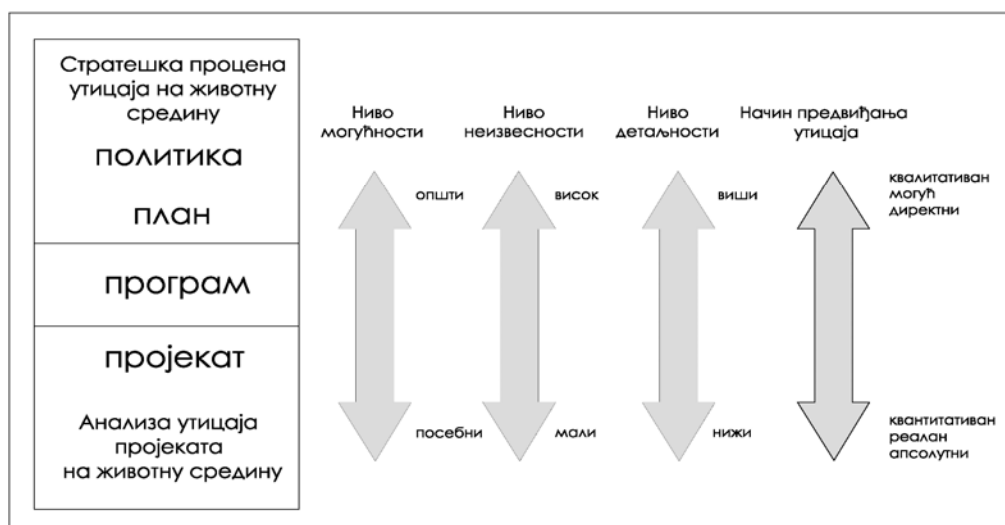 Стратешка процена
утицаја на животну
средину
политика
план
програм
пројекат
Анализа утицаја
пројеката
на животну средину
Ниво
могућности
општи
посебни
Ниво
неизвесности
висок
мали
Ниво
детаљности
виши
нижи
Начин предвиђања
утицаја
квалитативан
могућ
директни
квантитативан
реалан
апсолутни